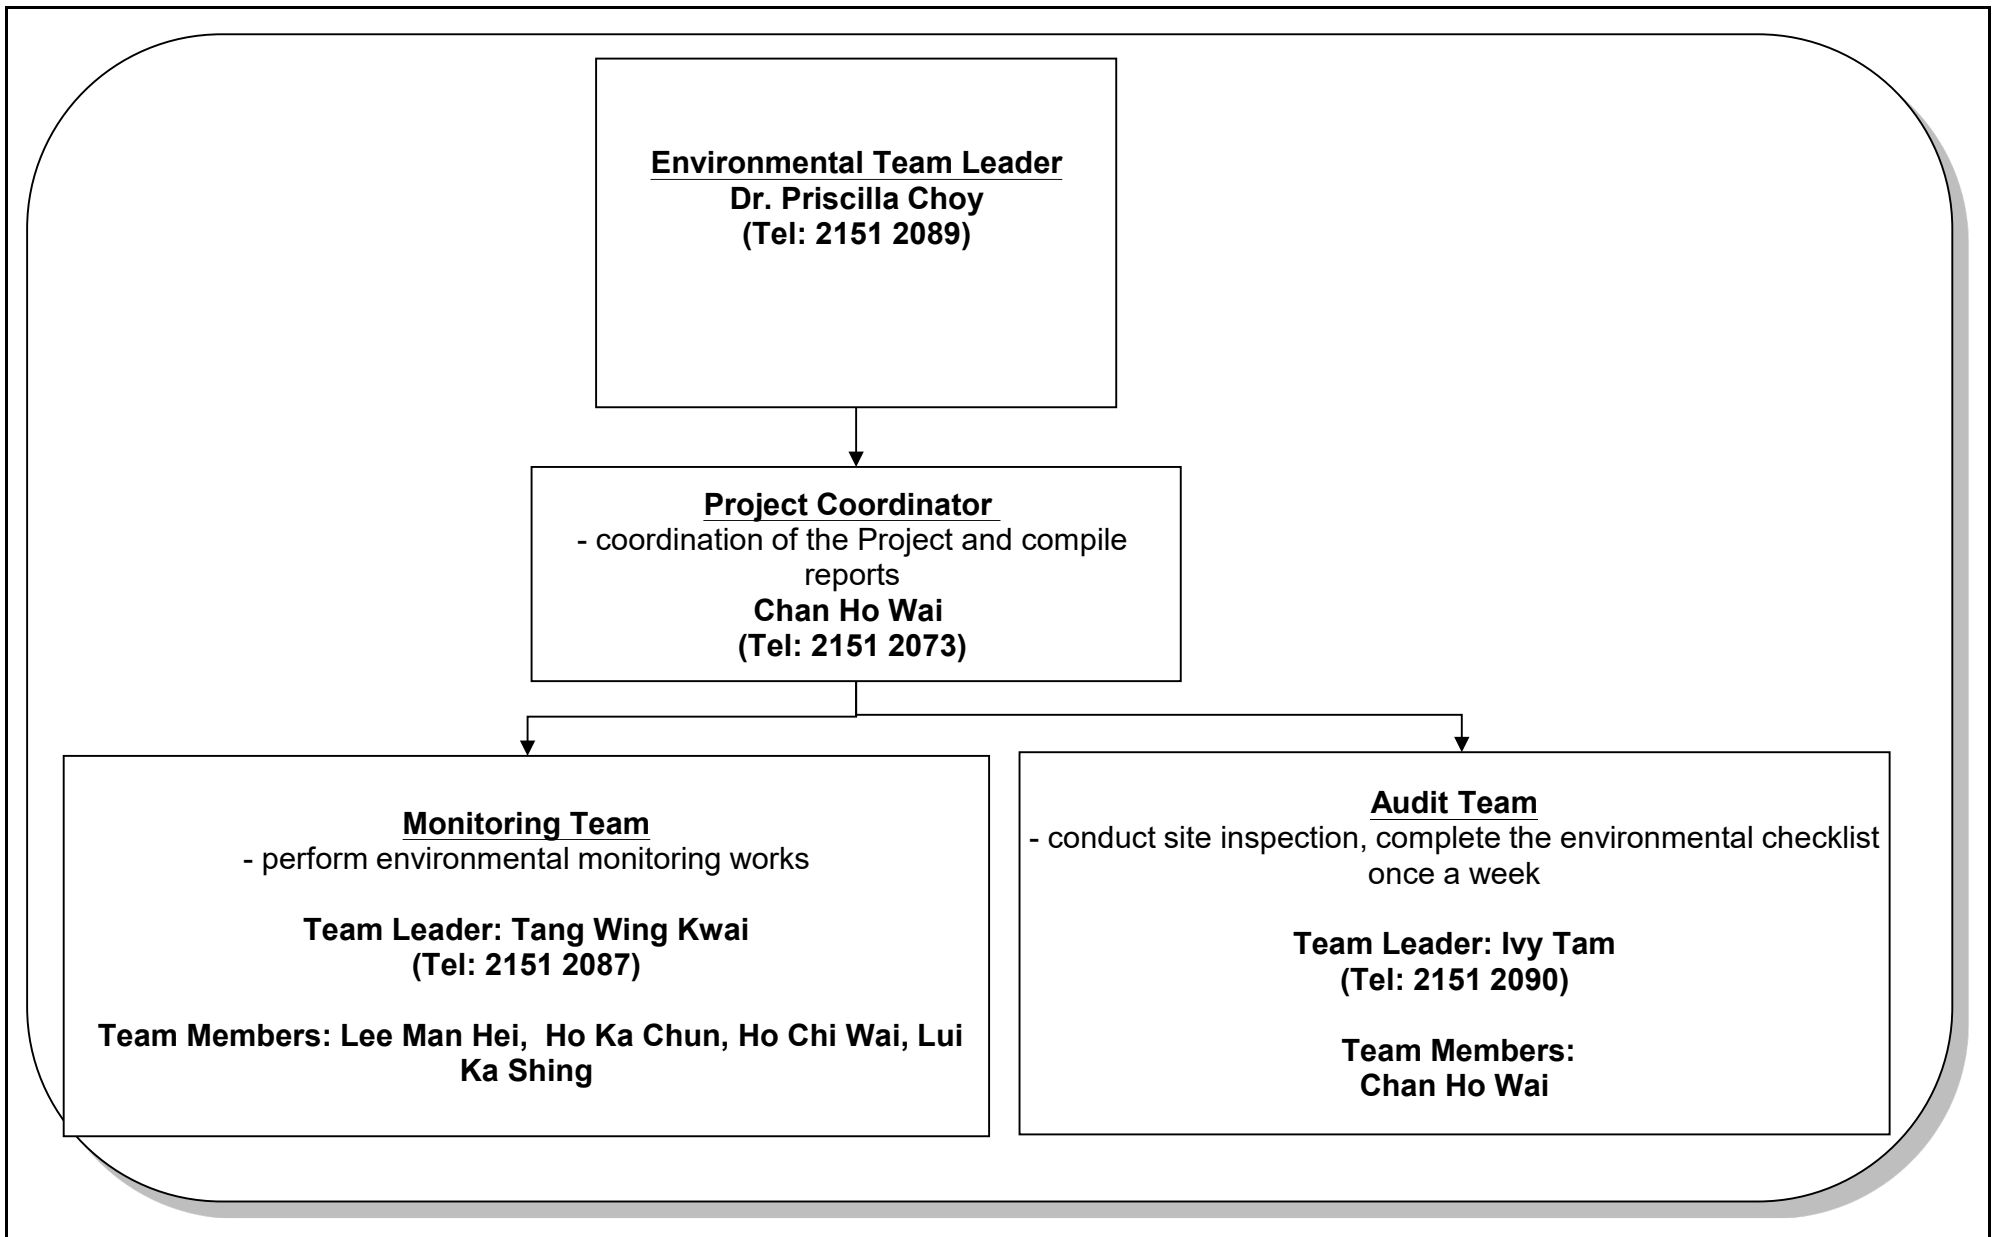 Environmental Team Leader
Dr. Priscilla Choy
(Tel: 2151 2089)
Project Coordinator
- coordination of the Project and compile
reports
Chan Ho Wai
(Tel: 2151 2073)
Monitoring Team
- perform environmental monitoring works
Team Leader: Tang Wing Kwai
(Tel: 2151 2087)
Team Members: Lee Man Hei,  Ho Ka Chun, Ho Chi Wai, Lui
Ka Shing
Audit Team
- conduct site inspection, complete the environmental checklist
once a week
Team Leader: Ivy Tam
(Tel: 2151 2090)
Team Members:
Chan Ho Wai